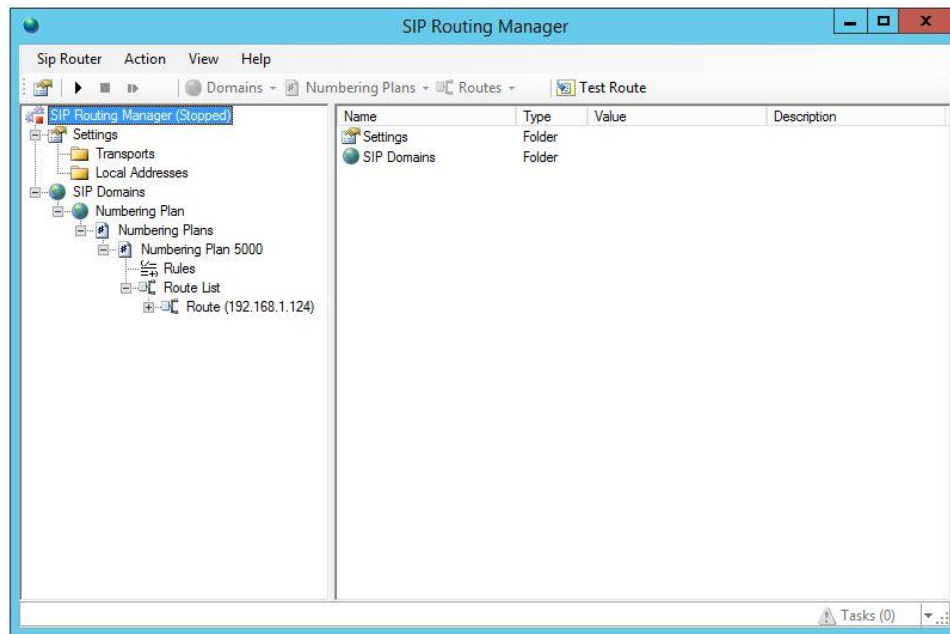 SIP Routing Manager
Sip Router Action View Help
Domains Numbering Plans Routes Test Route
SIP Routing Manager (Stopped)
Settings
Transports
Local Addresses
SIP Domains
Numbering Plan
Numbering Plans
Numbering Plan 5000
Rules
Route List
Route (192.168.1.124)
Name Type Value Description
Settings Folder
SIP Domains Folder
Tasks (0)